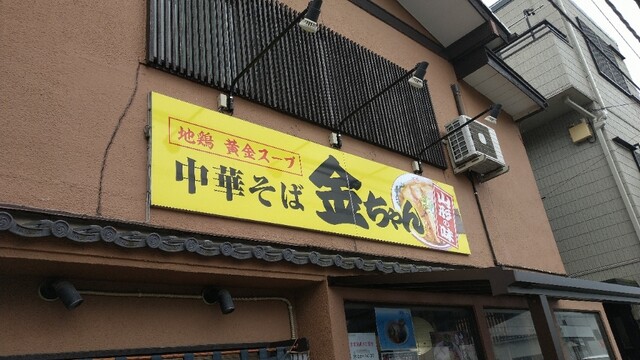 地鶏 黄金スープ
中華そば 金ちゃん
山形の味